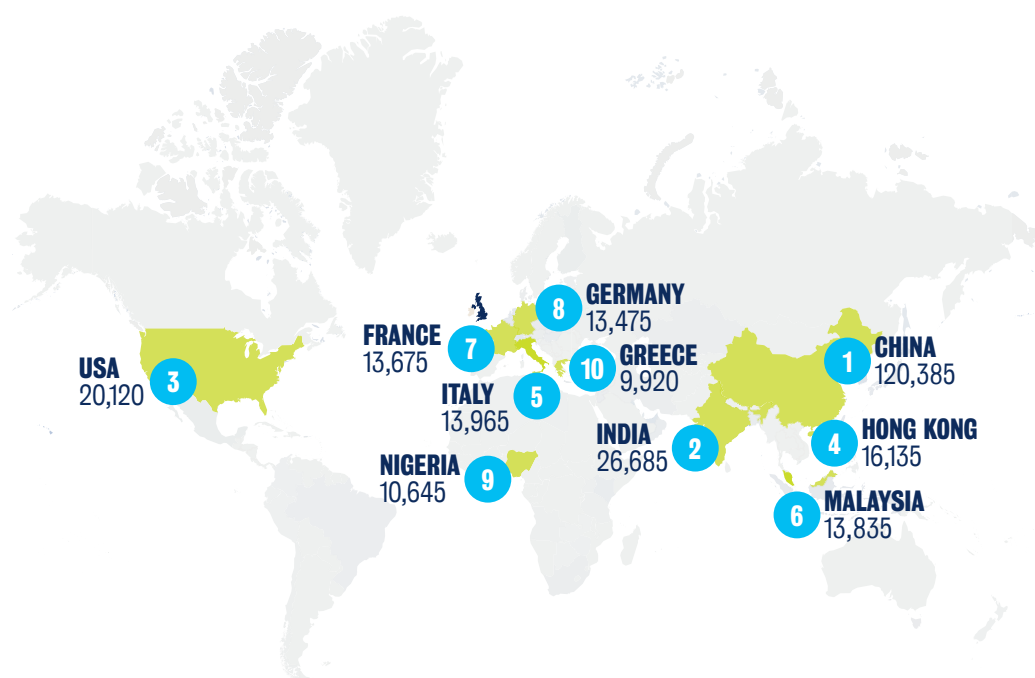 GERMANY
13,475
8
FRANCE
13,675
7
GREECE
9,920
10
CHINA
120,385
1
USA
20,120
3
ITALY
13,965
5
INDIA
26,685
2
HONG KONG
16,135
4
NIGERIA
10,645
9
MALAYSIA
13,835
6